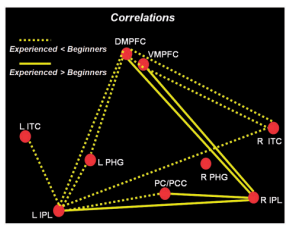 Correlations
Experienced < Beginners
Experienced > Beginners
DMPFC
VMPFC
L ITC
R ITC
L PHG
R PHG
PC/PCC
L IPL
R IPL